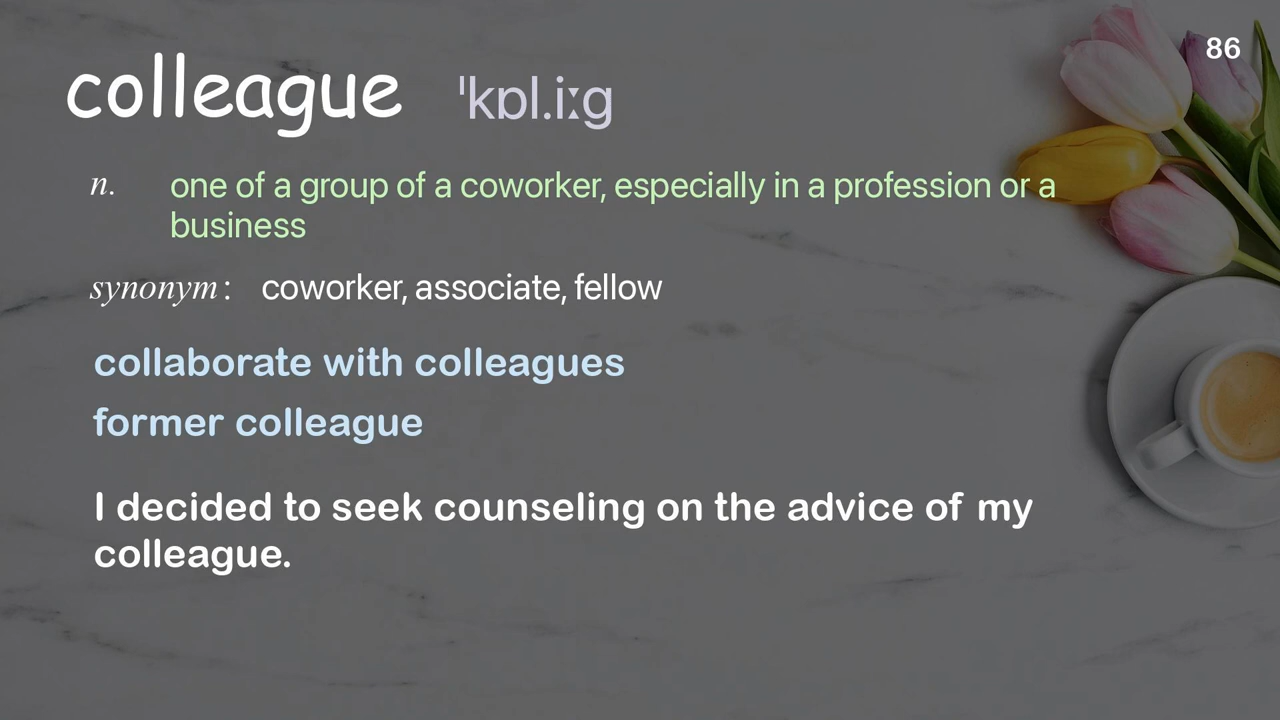 86
colleague ˈkɒl.iːɡ
n. one of a group of a coworker, especially in a profession or a
business
synonym : coworker, associate, fellow
collaborate with colleagues
former colleague
I decided to seek counseling on the advice of my
colleague.